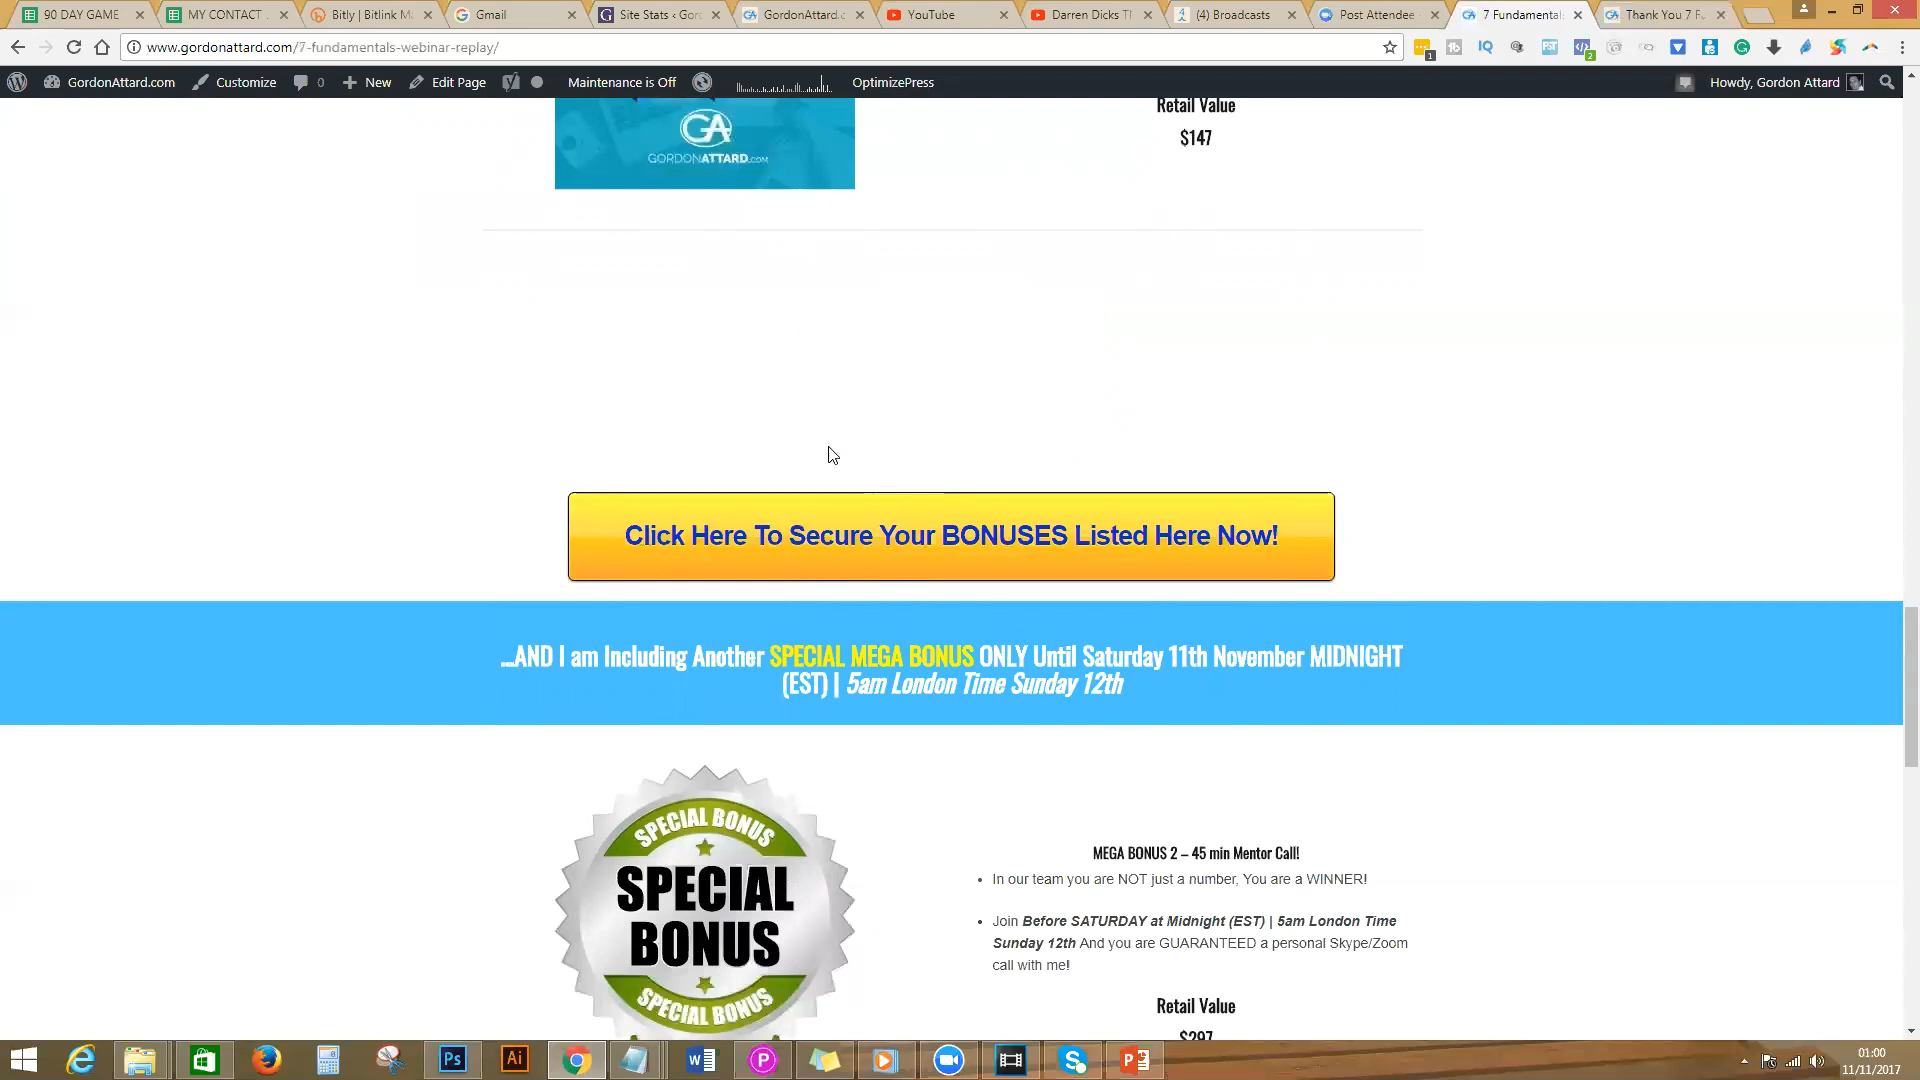 90 DAY GAME
MY CONTACT
Bitly | Bitlink M
Gmail
Site Stats ‹ Gor
GordonAttard.c
YouTube
Darren Dicks T
(4) Broadcasts
Post Attendee
7 Fundamental
Thank You 7 F
www.gordonattard.com/7-fundamentals-webinar-replay/
1
2
GordonAttard.com
Customize
0
New
Edit Page
Maintenance is Off
OptimizePress
Howdy, Gordon Attard
GA
GORDONATTARD.COM
Retail Value
$147
Click Here To Secure Your BONUSES Listed Here Now!
...AND I am Including Another SPECIAL MEGA BONUS ONLY Until Saturday 11th November MIDNIGHT
(EST) | 5am London Time Sunday 12th
SPECIAL BONUS
SPECIAL
BONUS
SPECIAL BONUS
MEGA BONUS 2 – 45 min Mentor Call!
• In our team you are NOT just a number, You are a WINNER!
• Join Before SATURDAY at Midnight (EST) | 5am London Time
Sunday 12th And you are GUARANTEED a personal Skype/Zoom
call with me!
Retail Value
$297
01:00
11/11/2017